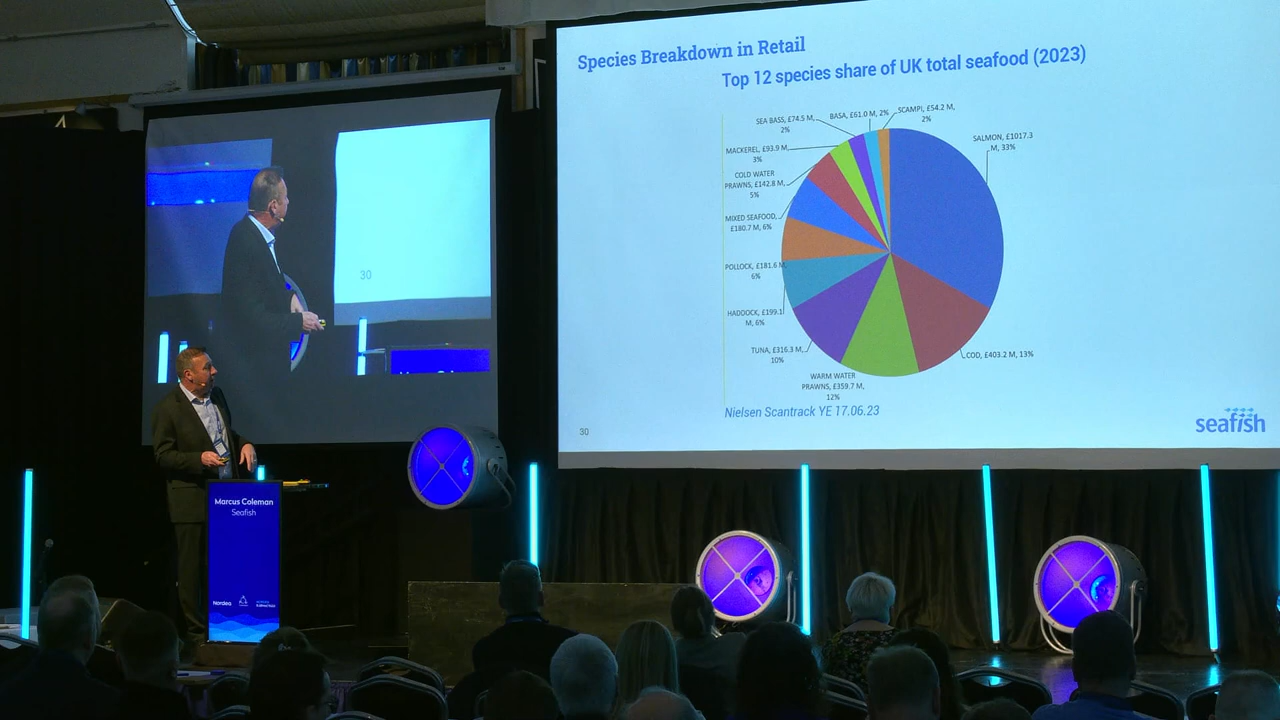 Species Breakdown in Retail
Top 12 species share of UK total seafood (2023)
SEA BASS, £74.5 M,
2%
BASA, £61.0 M, 2%
SCAMPI, £54.2 M,
2%
SALMON, £1017.3
M, 33%
MACKEREL, £93.9 M,
3%
COLD WATER
PRAWNS, £142.8 M,
5%
MIXED SEAFOOD,
£180.7 M, 6%
POLLOCK, £181.6 M,
6%
HADDOCK, £199.1
M, 6%
TUNA, £316.3 M,
10%
WARM WATER
PRAWNS, £359.7 M,
12%
COD, £403.2 M, 13%
Nielsen Scantrack YE 17.06.23
30
seafish
30
Marcus Coleman
Seafish
Nordea